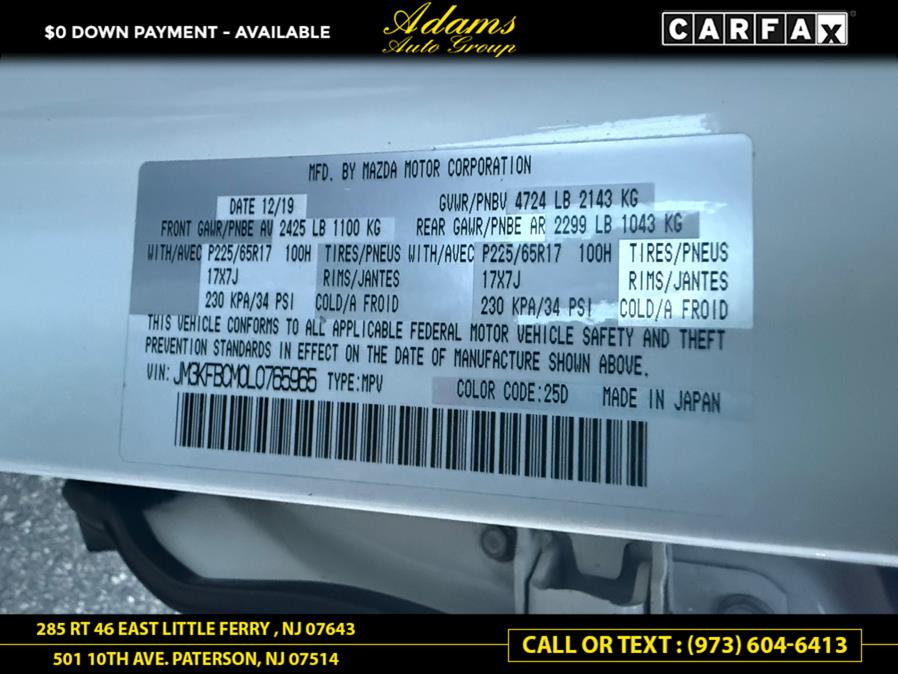 $0 DOWN PAYMENT - AVAILABLE
Adams
Auto Group
CARFAX
MFD. BY MAZDA MOTOR CORPORATION
DATE 12/19 GVWR/PNBV 4724 LB 2143 KG
FRONT GAWR/PNBE AV 2425 LB 1100 KG REAR GAWR/PNBE AR 2299 LB 1043 KG
WITH/AVEC P225/65R17 100H TIRES/PNEUS WITH/AVEC P225/65R17 100H TIRES/PNEUS
17X7J RIMS/JANTES 17X7J RIMS/JANTES
230 KPA/34 PSI COLD/A FROID 230 KPA/34 PSI COLD/A FROID
THIS VEHICLE CONFORMS TO ALL APPLICABLE FEDERAL MOTOR VEHICLE SAFETY AND THEFT
PREVENTION STANDARDS IN EFFECT ON THE DATE OF MANUFACTURE SHOWN ABOVE.
VIN: JM3KFBCM0L0765965 TYPE:MPV COLOR CODE:25D MADE IN JAPAN
285 RT 46 EAST LITTLE FERRY , NJ 07643
501 10TH AVE. PATERSON, NJ 07514
CALL OR TEXT : (973) 604-6413